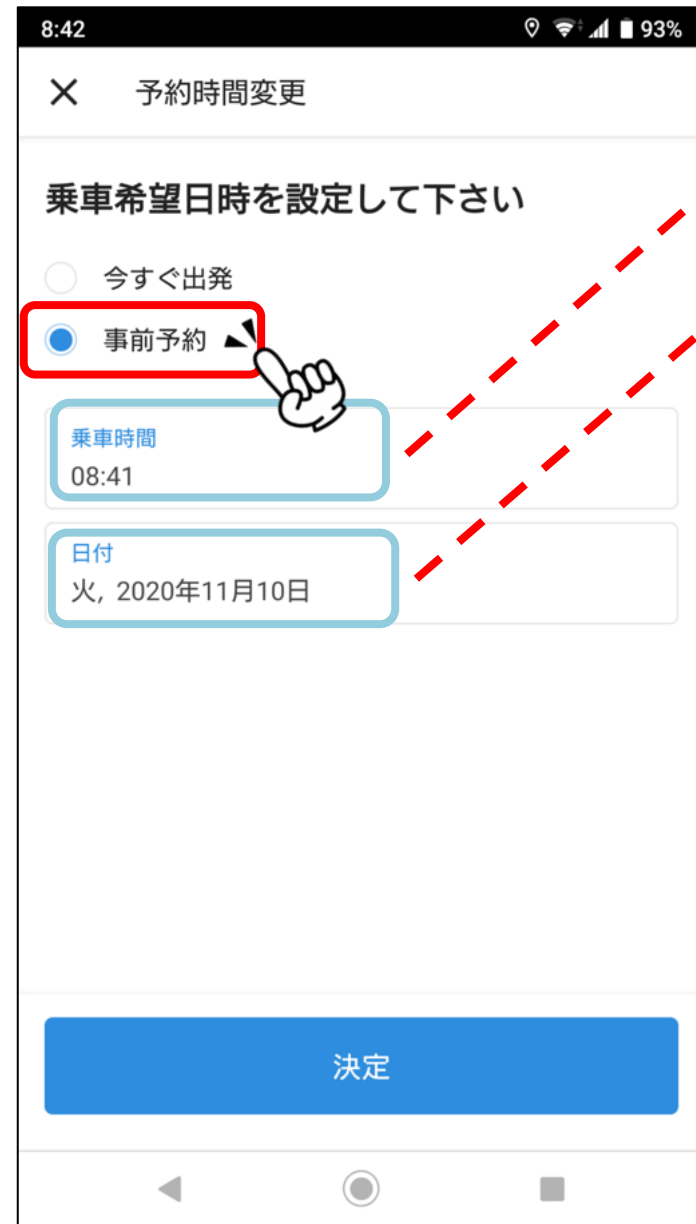 8:42 93%
予約時間変更
乗車希望日時を設定して下さい
今すぐ出発
事前予約
乗車時間
08:41
日付
火, 2020年11月10日
決定